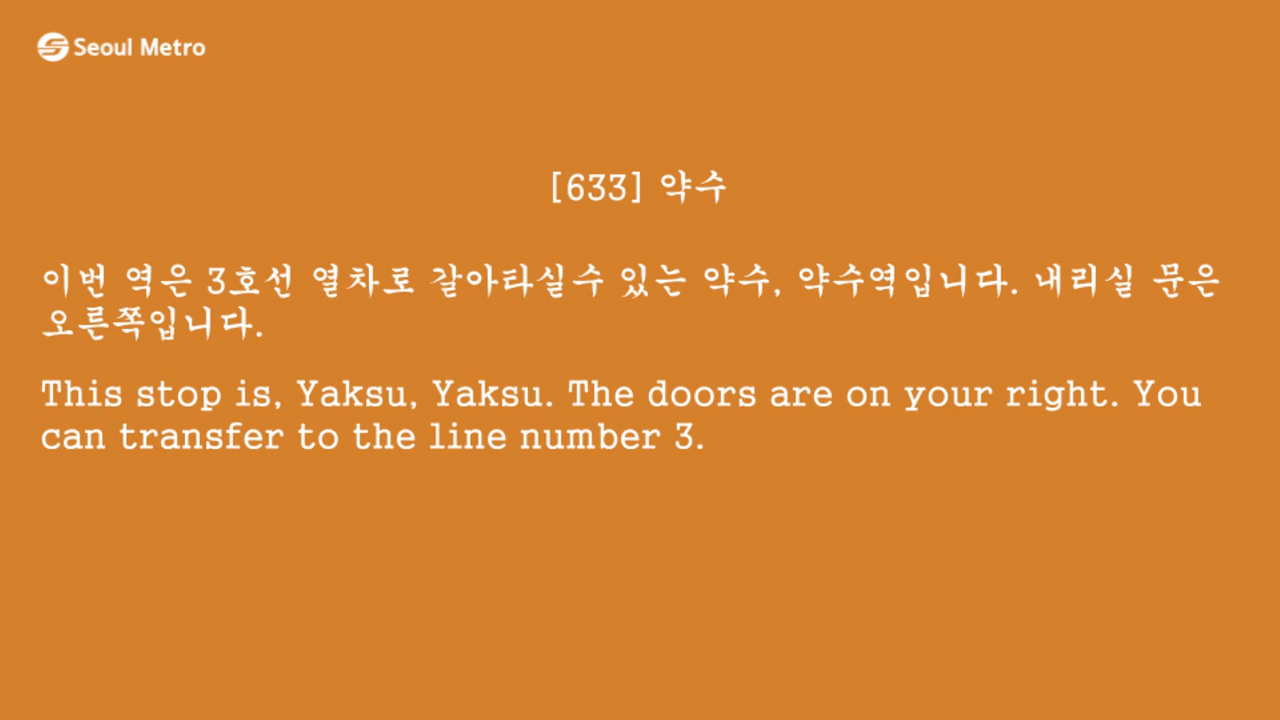 Seoul Metro
[633] 약수
이번 역은 3호선 열차로 갈아타실수 있는 약수, 약수역입니다. 내리실 문은
오른쪽입니다.
This stop is, Yaksu, Yaksu. The doors are on your right. You
can transfer to the line number 3.